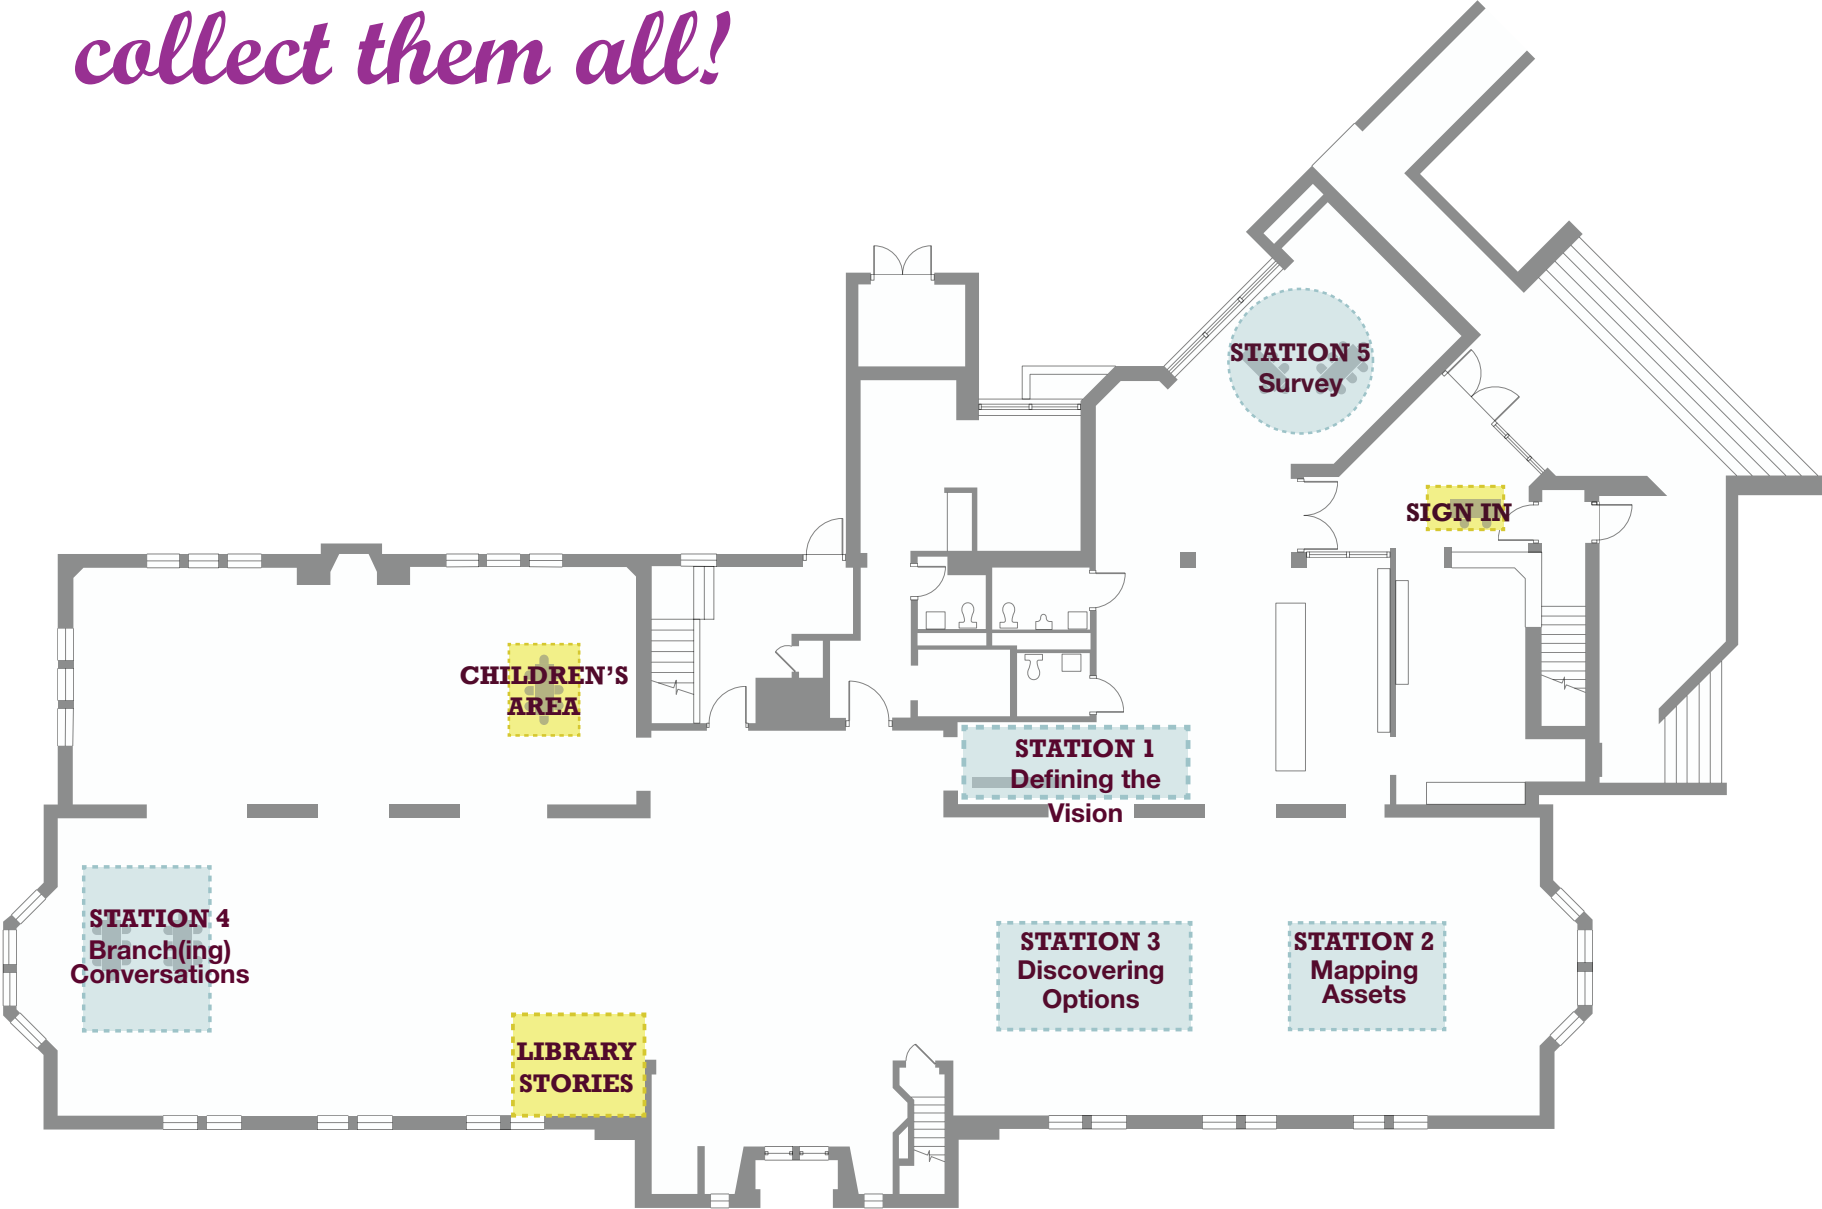 collect them all!
STATION 5
Survey
SIGN IN
CHILDREN'S
AREA
STATION 1
Defining the
Vision
STATION 4
Branch(ing)
Conversations
STATION 3
Discovering
Options
STATION 2
Mapping
Assets
LIBRARY
STORIES